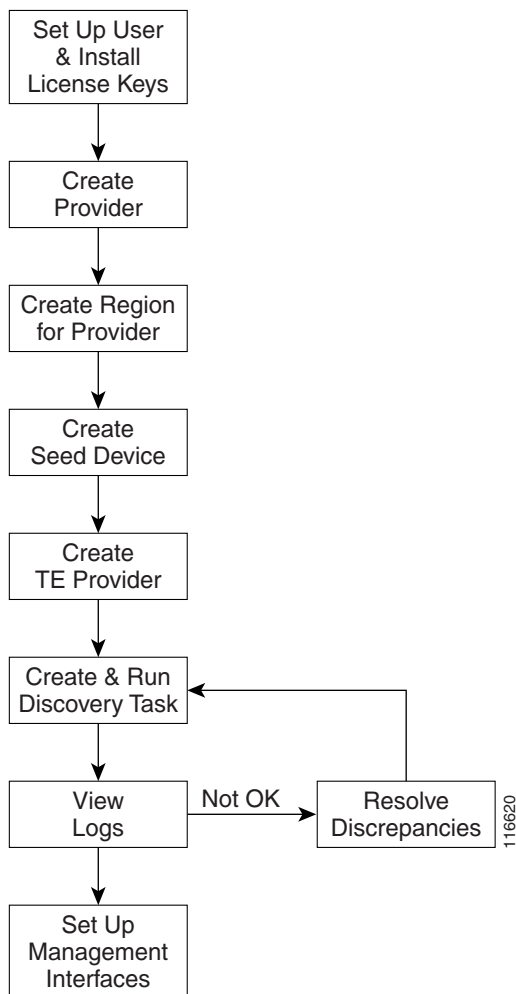 Set Up User
& Install
License Keys
Create
Provider
Create Region
for Provider
Create
Seed Device
Create
TE Provider
Create & Run
Discovery Task
View
Logs
Not OK
Resolve
Discrepancies
116620
Set Up
Management
Interfaces